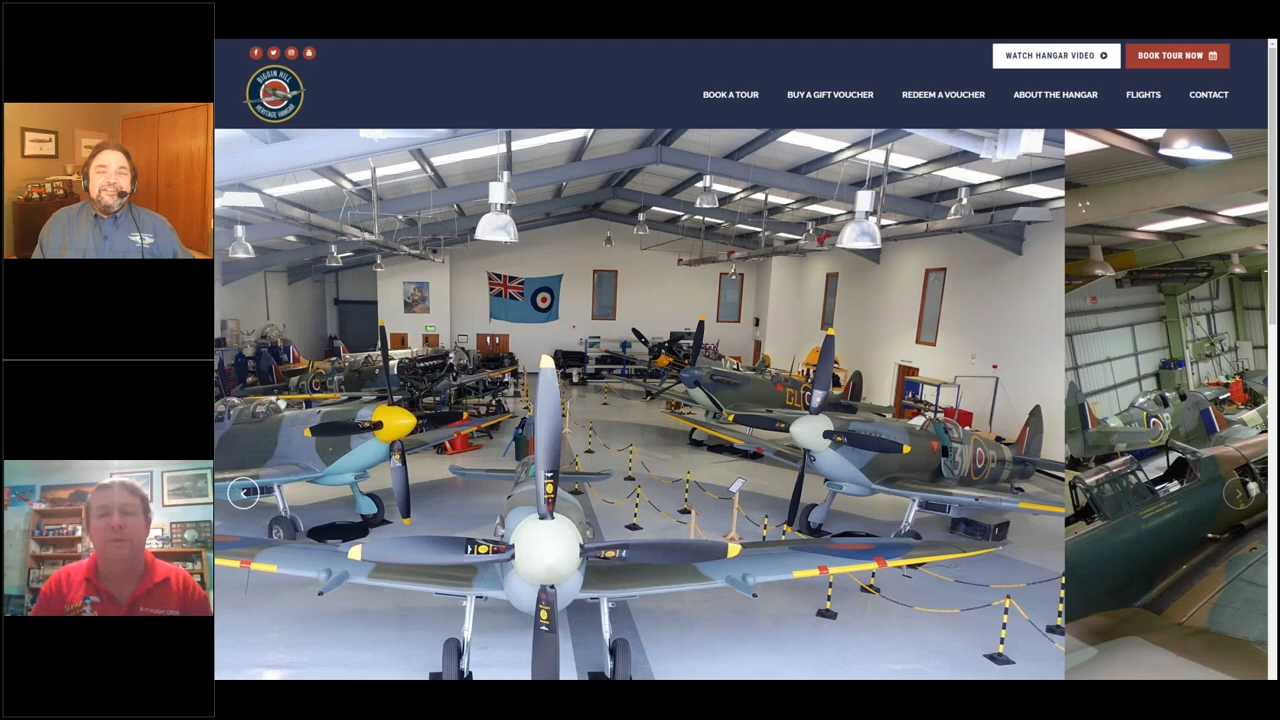 WATCH HANGAR VIDEO
BOOK TOUR NOW
BIGGIN HILL
HERITAGE HANGAR
BOOK A TOUR
BUY A GIFT VOUCHER
REDEEM A VOUCHER
ABOUT THE HANGAR
FLIGHTS
CONTACT
GL